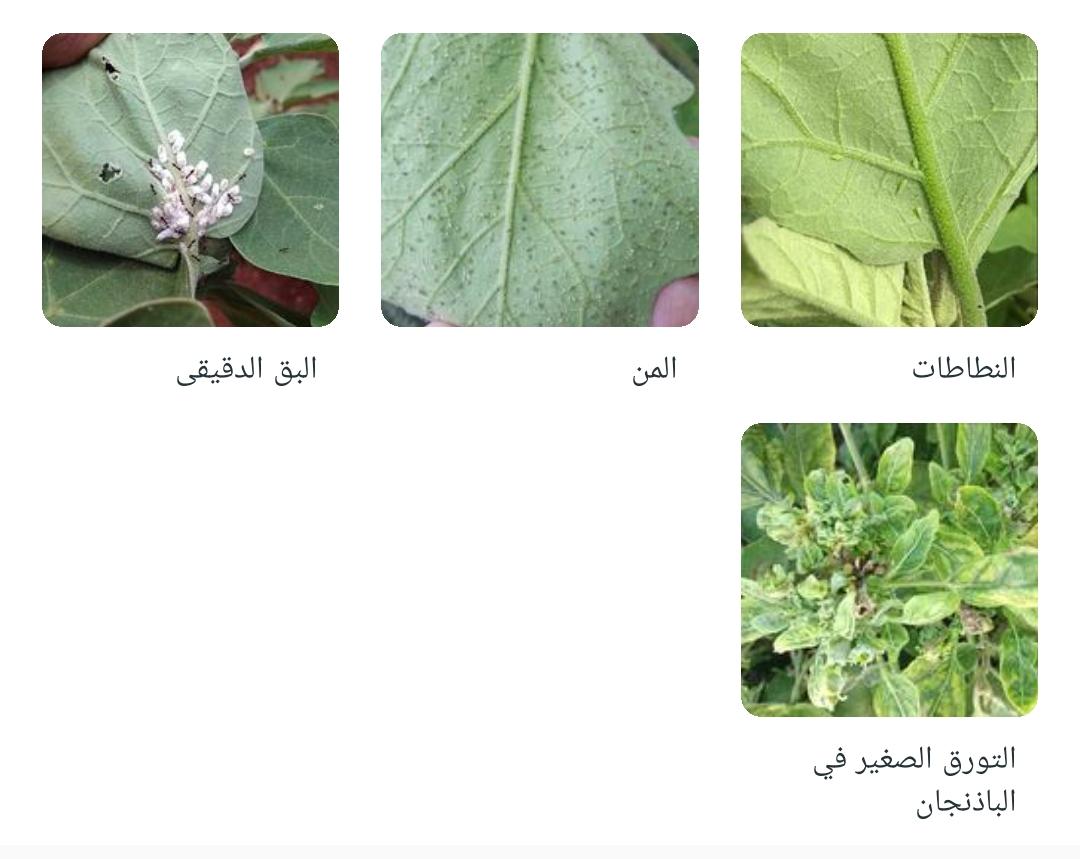 النطاطات
المن
البق الدقيقى
التورق الصغير في
الباذنجان